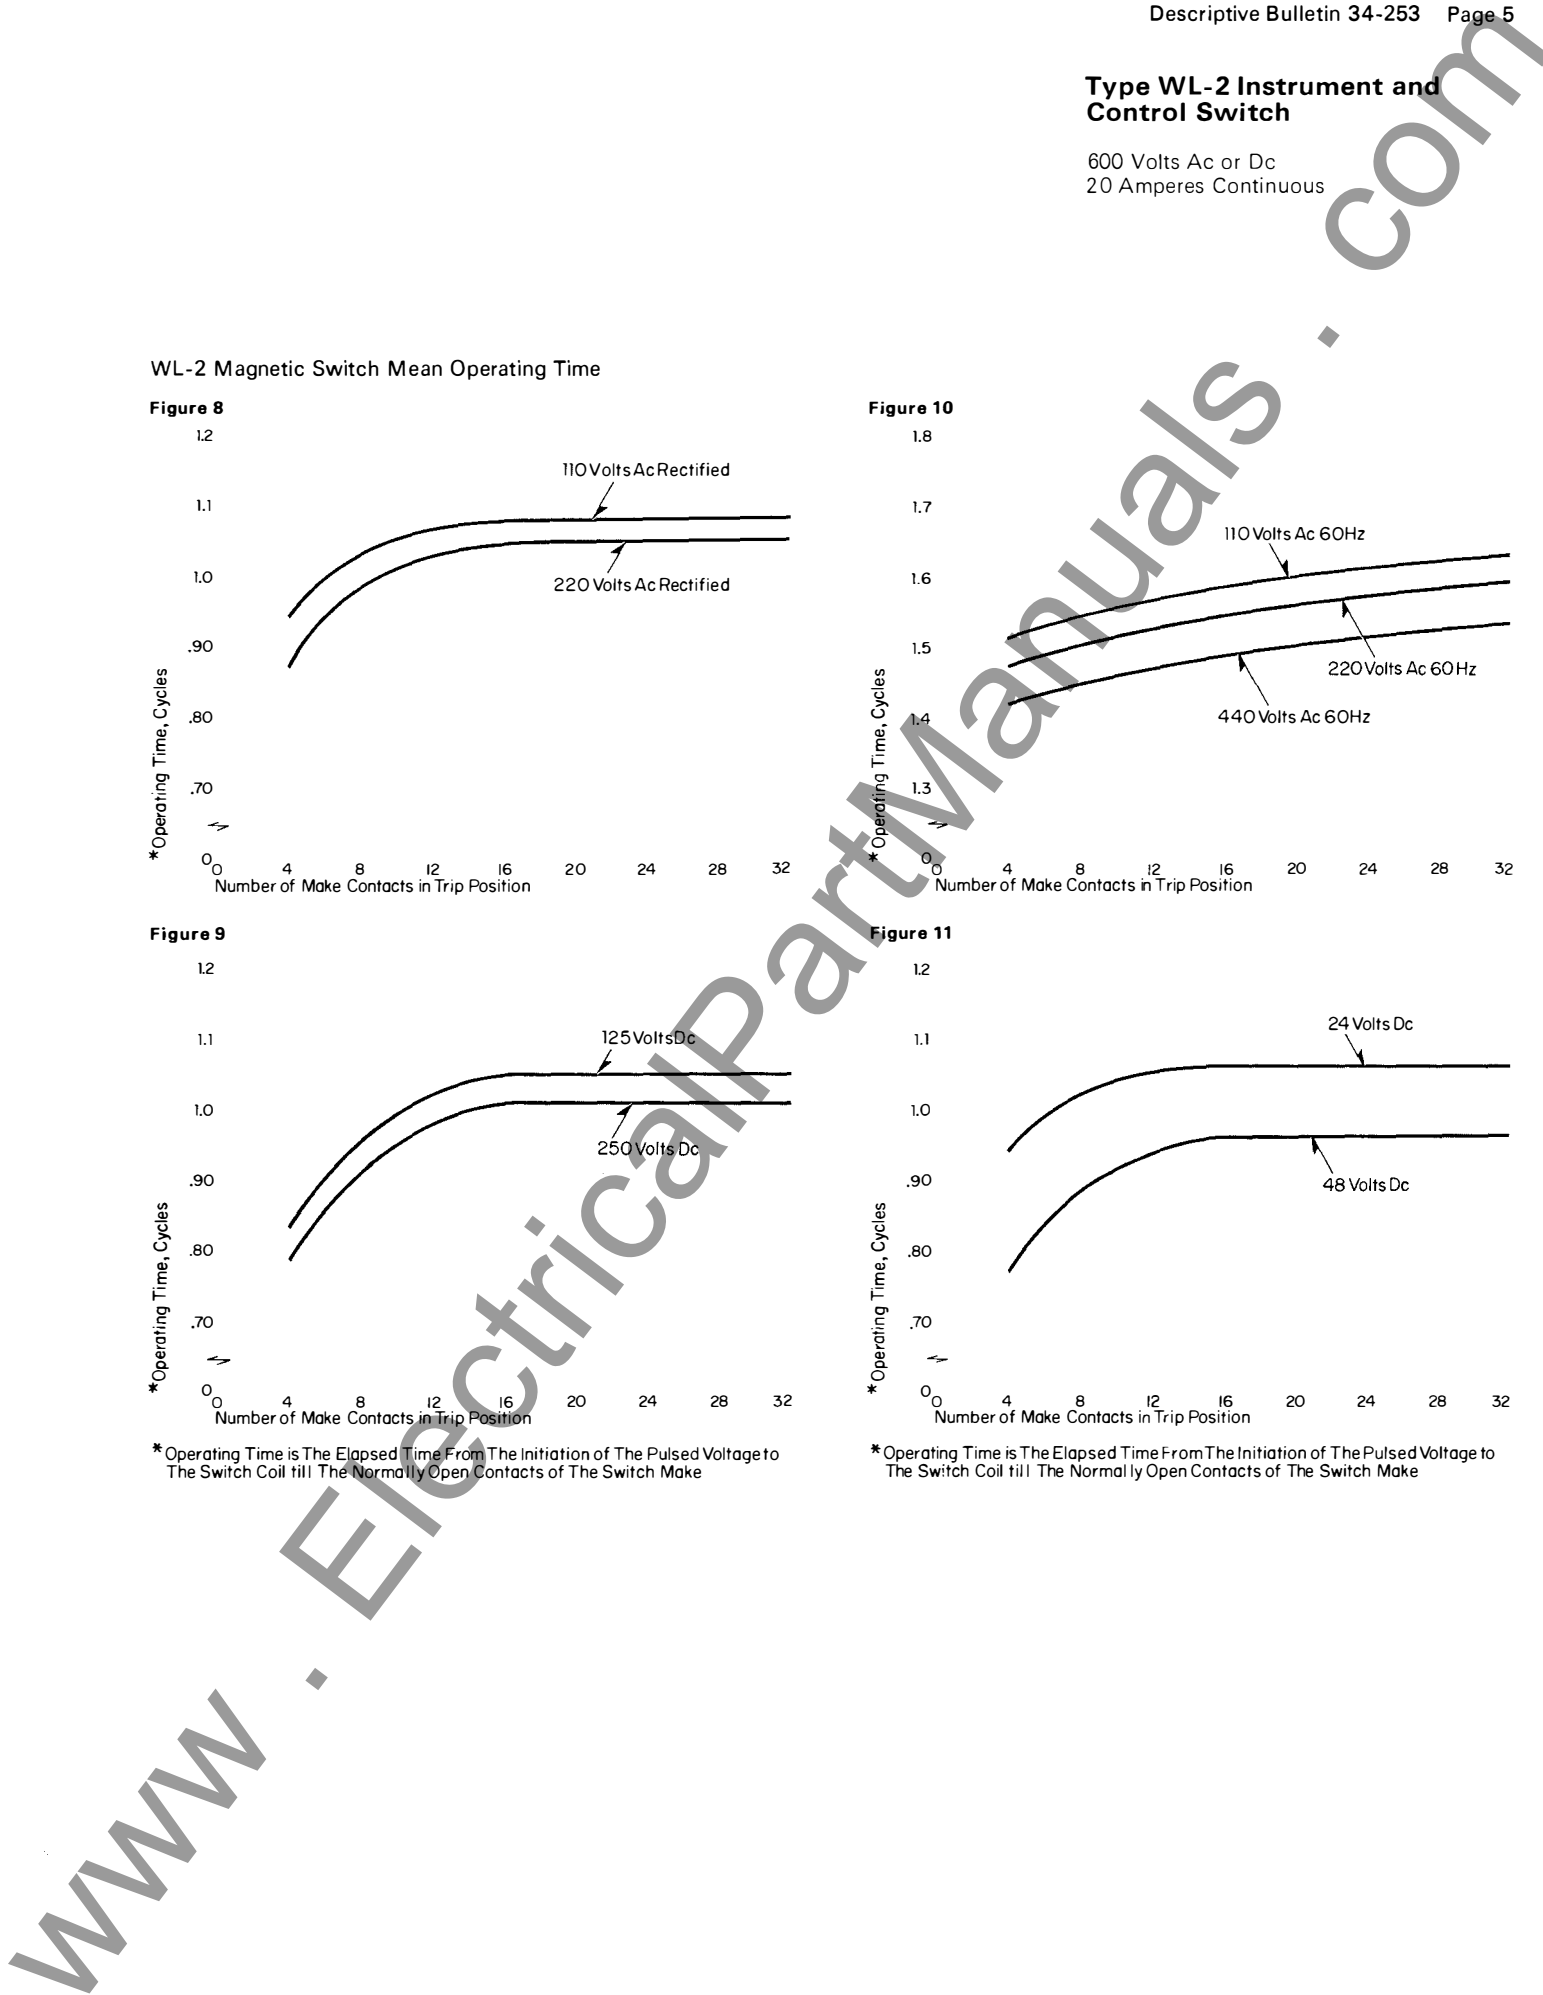 Descriptive Bulletin 34-253 Page 5
Type WL-2 Instrument and
Control Switch
600 Volts Ac or Dc
20 Amperes Continuous
WL-2 Magnetic Switch Mean Operating Time
Figure 8
1.2
1.1
1.0
.90
.80
.70
0
*Operating Time, Cycles
110 Volts Ac Rectified
220 Volts Ac Rectified
0 4 8 12 16 20 24 28 32
Number of Make Contacts in Trip Position
Figure 10
1.8
1.7
1.6
1.5
1.4
1.3
0
*Operating Time, Cycles
110 Volts Ac 60Hz
220 Volts Ac 60Hz
440 Volts Ac 60Hz
0 4 8 12 16 20 24 28 32
Number of Make Contacts in Trip Position
Figure 9
1.2
1.1
1.0
.90
.80
.70
0
*Operating Time, Cycles
125 Volts Dc
250 Volts Dc
0 4 8 12 16 20 24 28 32
Number of Make Contacts in Trip Position
*Operating Time is The Elapsed Time From The Initiation of The Pulsed Voltage to
The Switch Coil till The Normally Open Contacts of The Switch Make
Figure 11
1.2
1.1
1.0
.90
.80
.70
0
*Operating Time, Cycles
24 Volts Dc
48 Volts Dc
0 4 8 12 16 20 24 28 32
Number of Make Contacts in Trip Position
*Operating Time is The Elapsed Time From The Initiation of The Pulsed Voltage to
The Switch Coil till The Normally Open Contacts of The Switch Make
www . ElectricalPartManuals . com